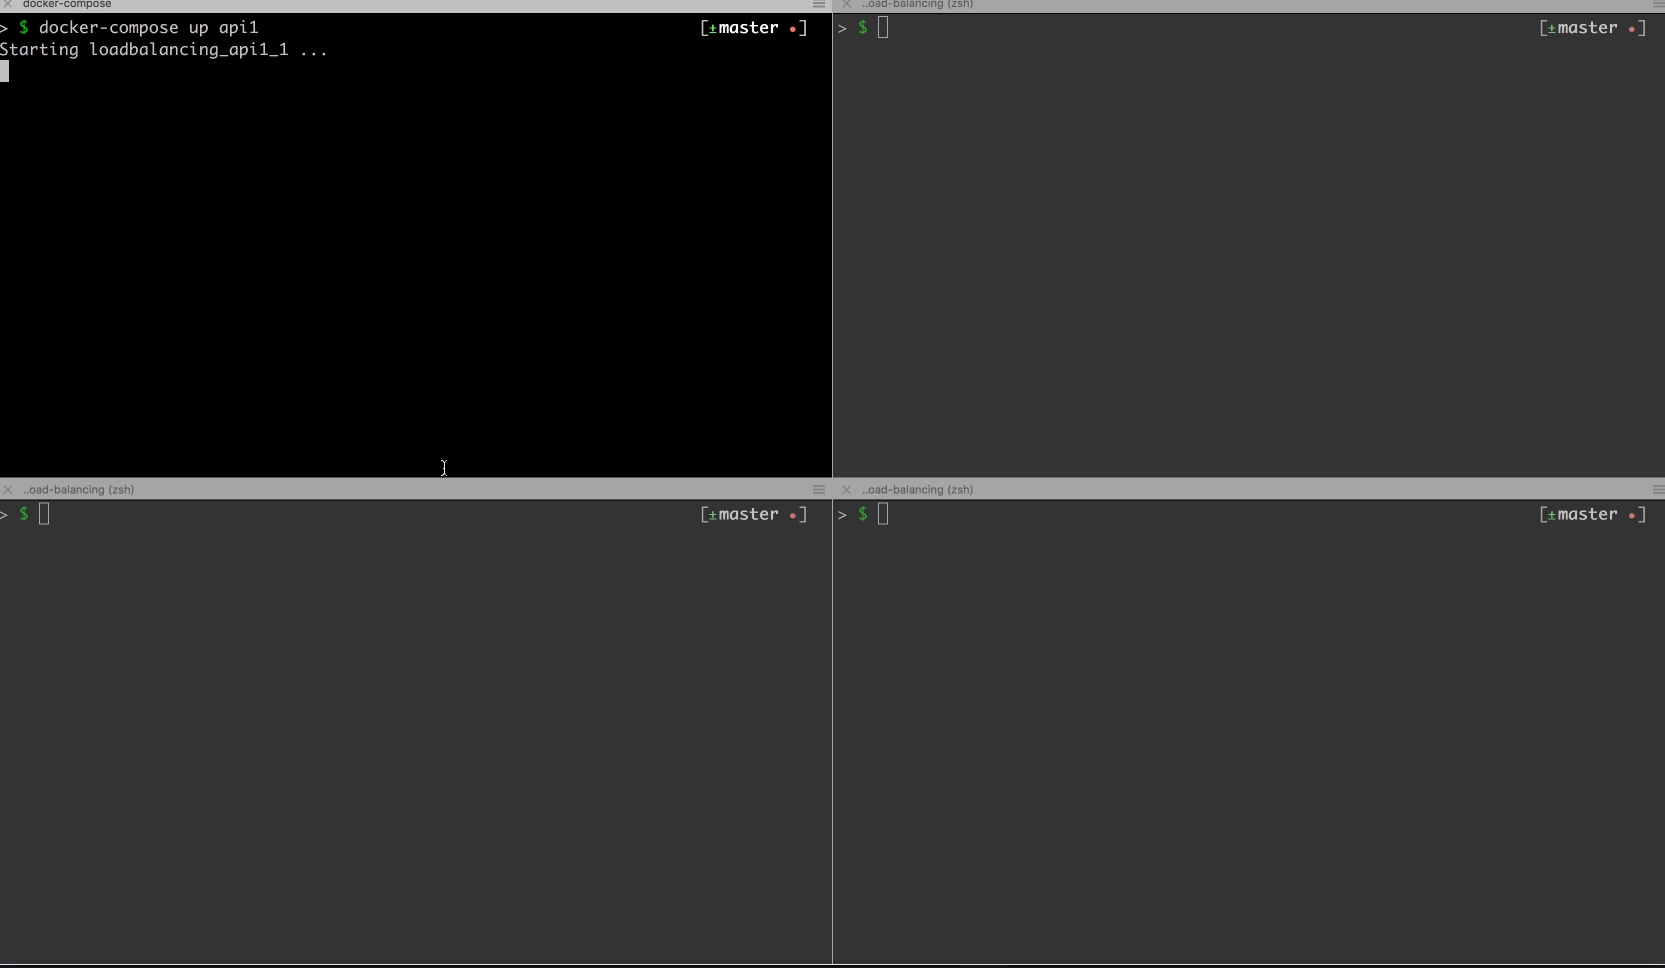 docker-compose
> $ docker-compose up api1 [±master •]
Starting loadbalancing_api1_1 ...
..oad-balancing (zsh)
> $ [±master •]
..oad-balancing (zsh)
> $ [±master •]
..oad-balancing (zsh)
> $ [±master •]